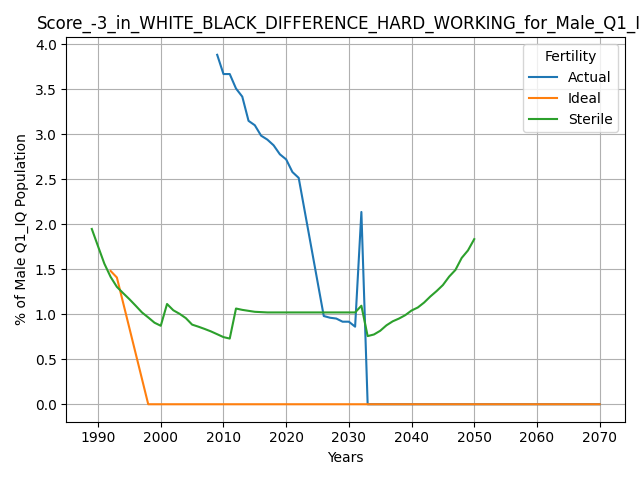 Score_-3_in_WHITE_BLACK_DIFFERENCE_HARD_WORKING_for_Male_Q1_I
4.0
3.5
3.0
2.5
2.0
1.5
1.0
0.5
0.0
% of Male Q1_IQ Population
Fertility
Actual
Ideal
Sterile
1990 2000 2010 2020 2030 2040 2050 2060 2070
Years